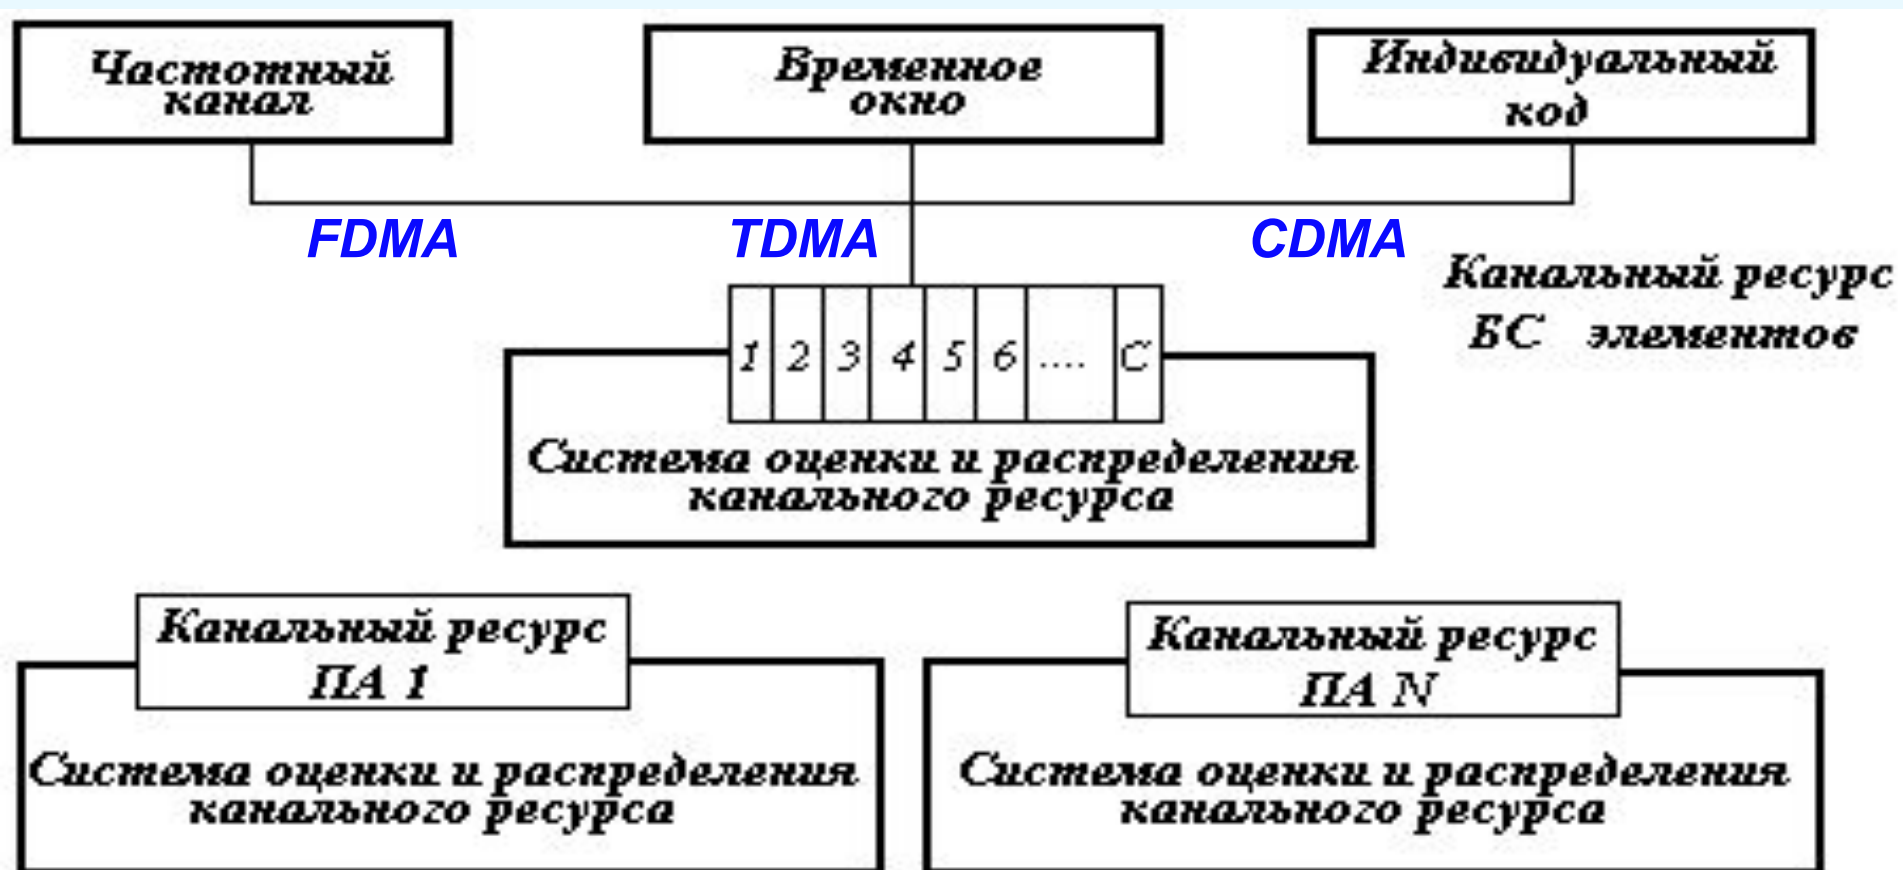 Частотный
канал
Временное
окно
Индивидуальный
код
FDMA
TDMA
CDMA
Канальный ресурс
БС элементов
1 2 3 4 5 6 .... C
Система оценки и распределения
канального ресурса
Канальный ресурс
ПА 1
Система оценки и распределения
канального ресурса
Канальный ресурс
ПА N
Система оценки и распределения
канального ресурса